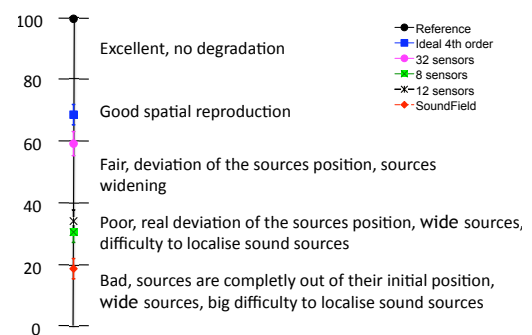 100
Reference
Ideal 4th order
Excellent, no degradation
32 sensors
8 sensors
80
12 sensors
SoundField
Good spatial reproduction
60
Fair, deviation of the sources position, sources
widening
40
Poor, real deviation of the sources position, wide sources,
difficulty to localise sound sources
20
Bad, sources are completly out of their initial position,
wide sources, big difficulty to localise sound sources
0